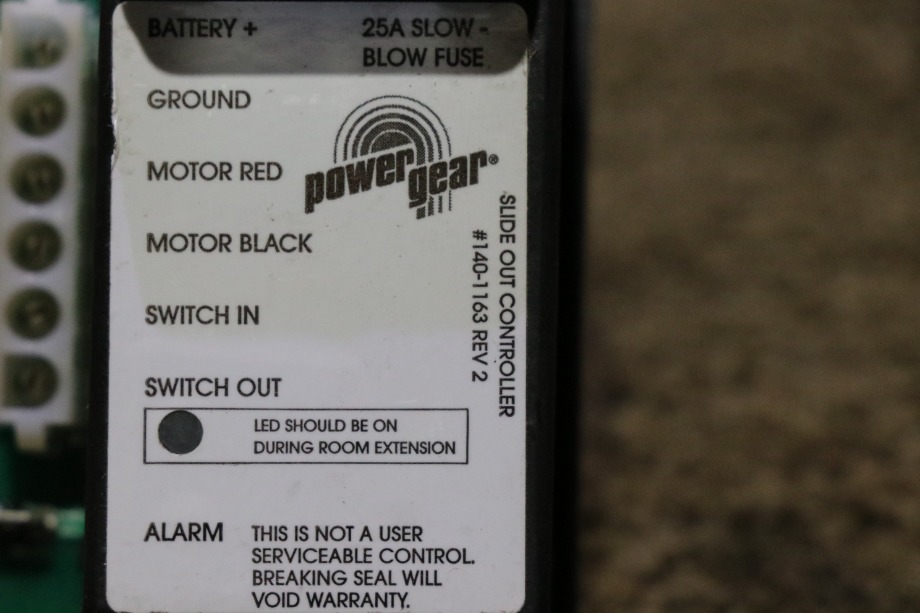 BATTERY +
25A SLOW -
BLOW FUSE
GROUND
power gear®
MOTOR RED
MOTOR BLACK
SLIDE OUT CONTROLLER
#140-1163 REV 2
SWITCH IN
SWITCH OUT
LED SHOULD BE ON
DURING ROOM EXTENSION
ALARM
THIS IS NOT A USER
SERVICEABLE CONTROL.
BREAKING SEAL WILL
VOID WARRANTY.